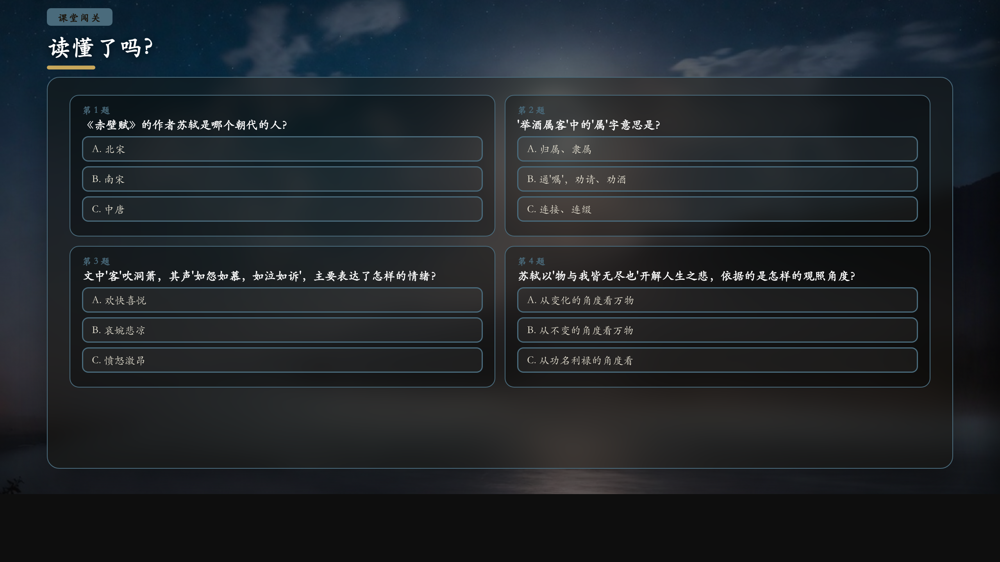 课堂闯关
读懂了吗?
第 1 题
《赤壁赋》的作者苏轼是哪个朝代的人?
A. 北宋
B. 南宋
C. 中唐
第 2 题
'举酒属客'中的'属'字意思是?
A. 归属、隶属
B. 通'嘱'，劝请、劝酒
C. 连接、连缀
第 3 题
文中'客'吹洞箫，其声'如怨如慕，如泣如诉'，主要表达了怎样的情绪?
A. 欢快喜悦
B. 哀婉悲凉
C. 愤怒激昂
第 4 题
苏轼以'物与我皆无尽也'开解人生之悲，依据的是怎样的观照角度?
A. 从变化的角度看万物
B. 从不变的角度看万物
C. 从功名利禄的角度看